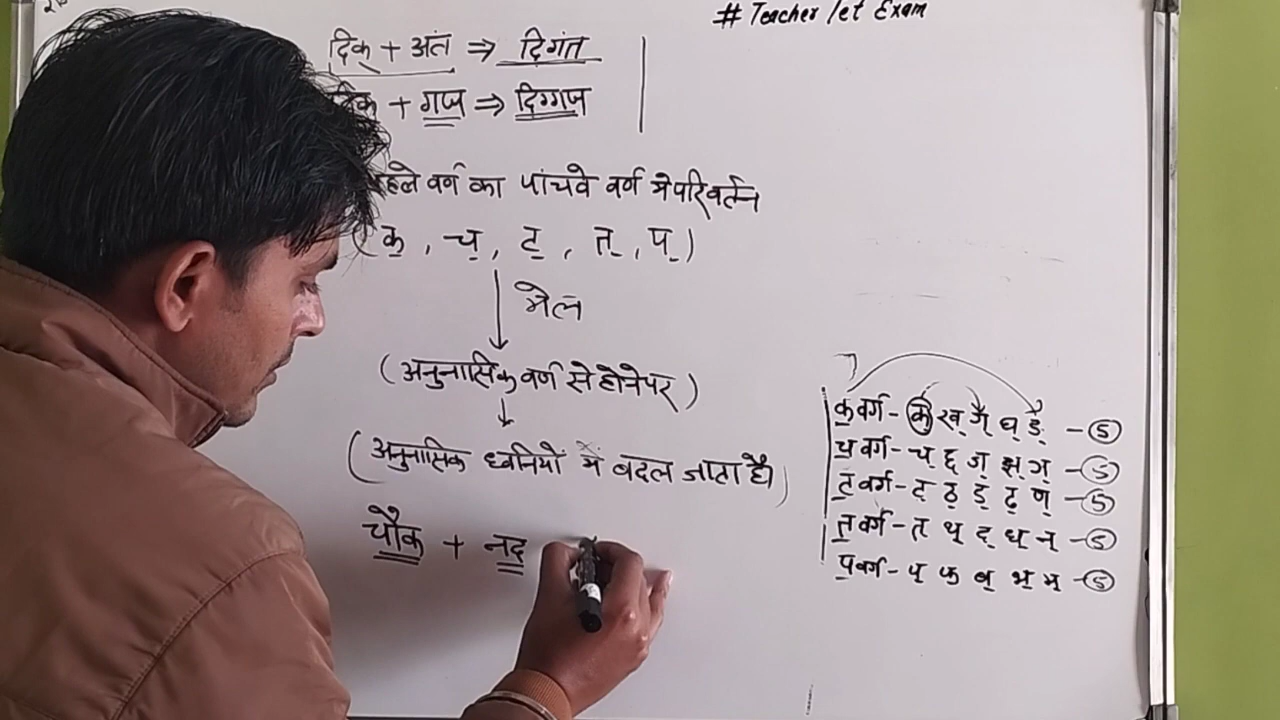 # Teacher let Exam
दिक् + अंत ⇒ दिगंत
+ गज ⇒ दिग्गज
वर्ग का पांचवे वर्ग मे परिवर्तन
( क् , च् , ट् , त् , प् )
मेल
( अनुनासिक वर्ण से होने पर )
( अनुनासिक ध्वनियों में बदल जाता है।)
चौक + नद
क वर्ग - क ख् ग् घ् ङ् - 5
च वर्ग - च् छ् ज् झ् ञ् - 5
ट वर्ग - ट् ठ् ड् ढ् ण् - 5
त वर्ग - त् थ् द् ध् न् - 5
प वर्ग - प् फ् ब् भ् म् - 5